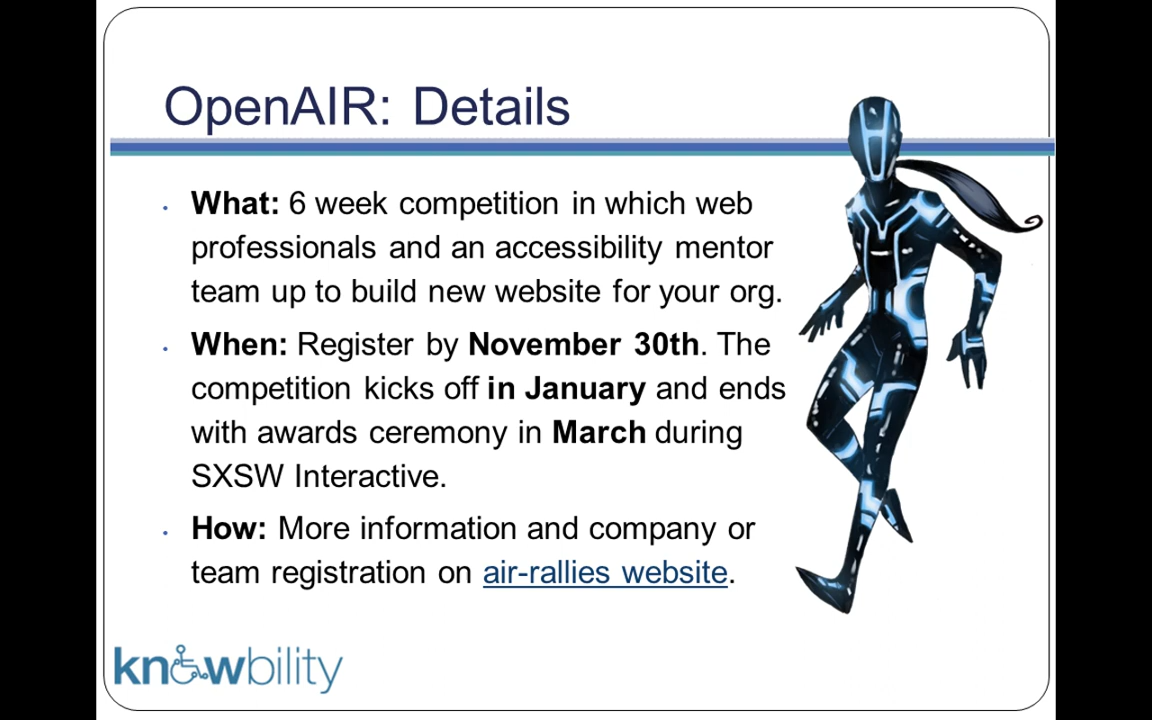 OpenAIR: Details
• What: 6 week competition in which web
professionals and an accessibility mentor
team up to build new website for your org.
• When: Register by November 30th. The
competition kicks off in January and ends
with awards ceremony in March during
SXSW Interactive.
• How: More information and company or
team registration on air-rallies website.
knowbility